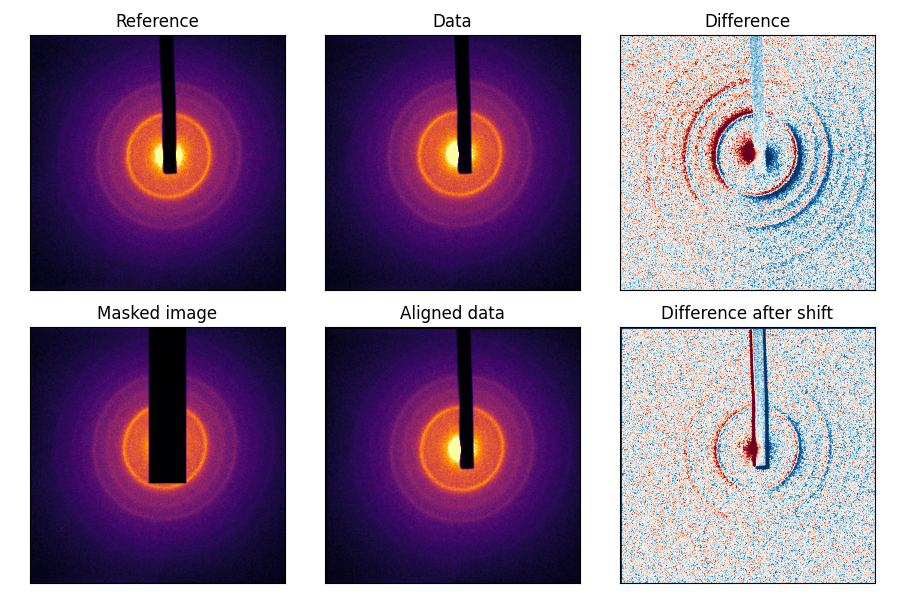 Reference
Data
Difference
Masked image
Aligned data
Difference after shift